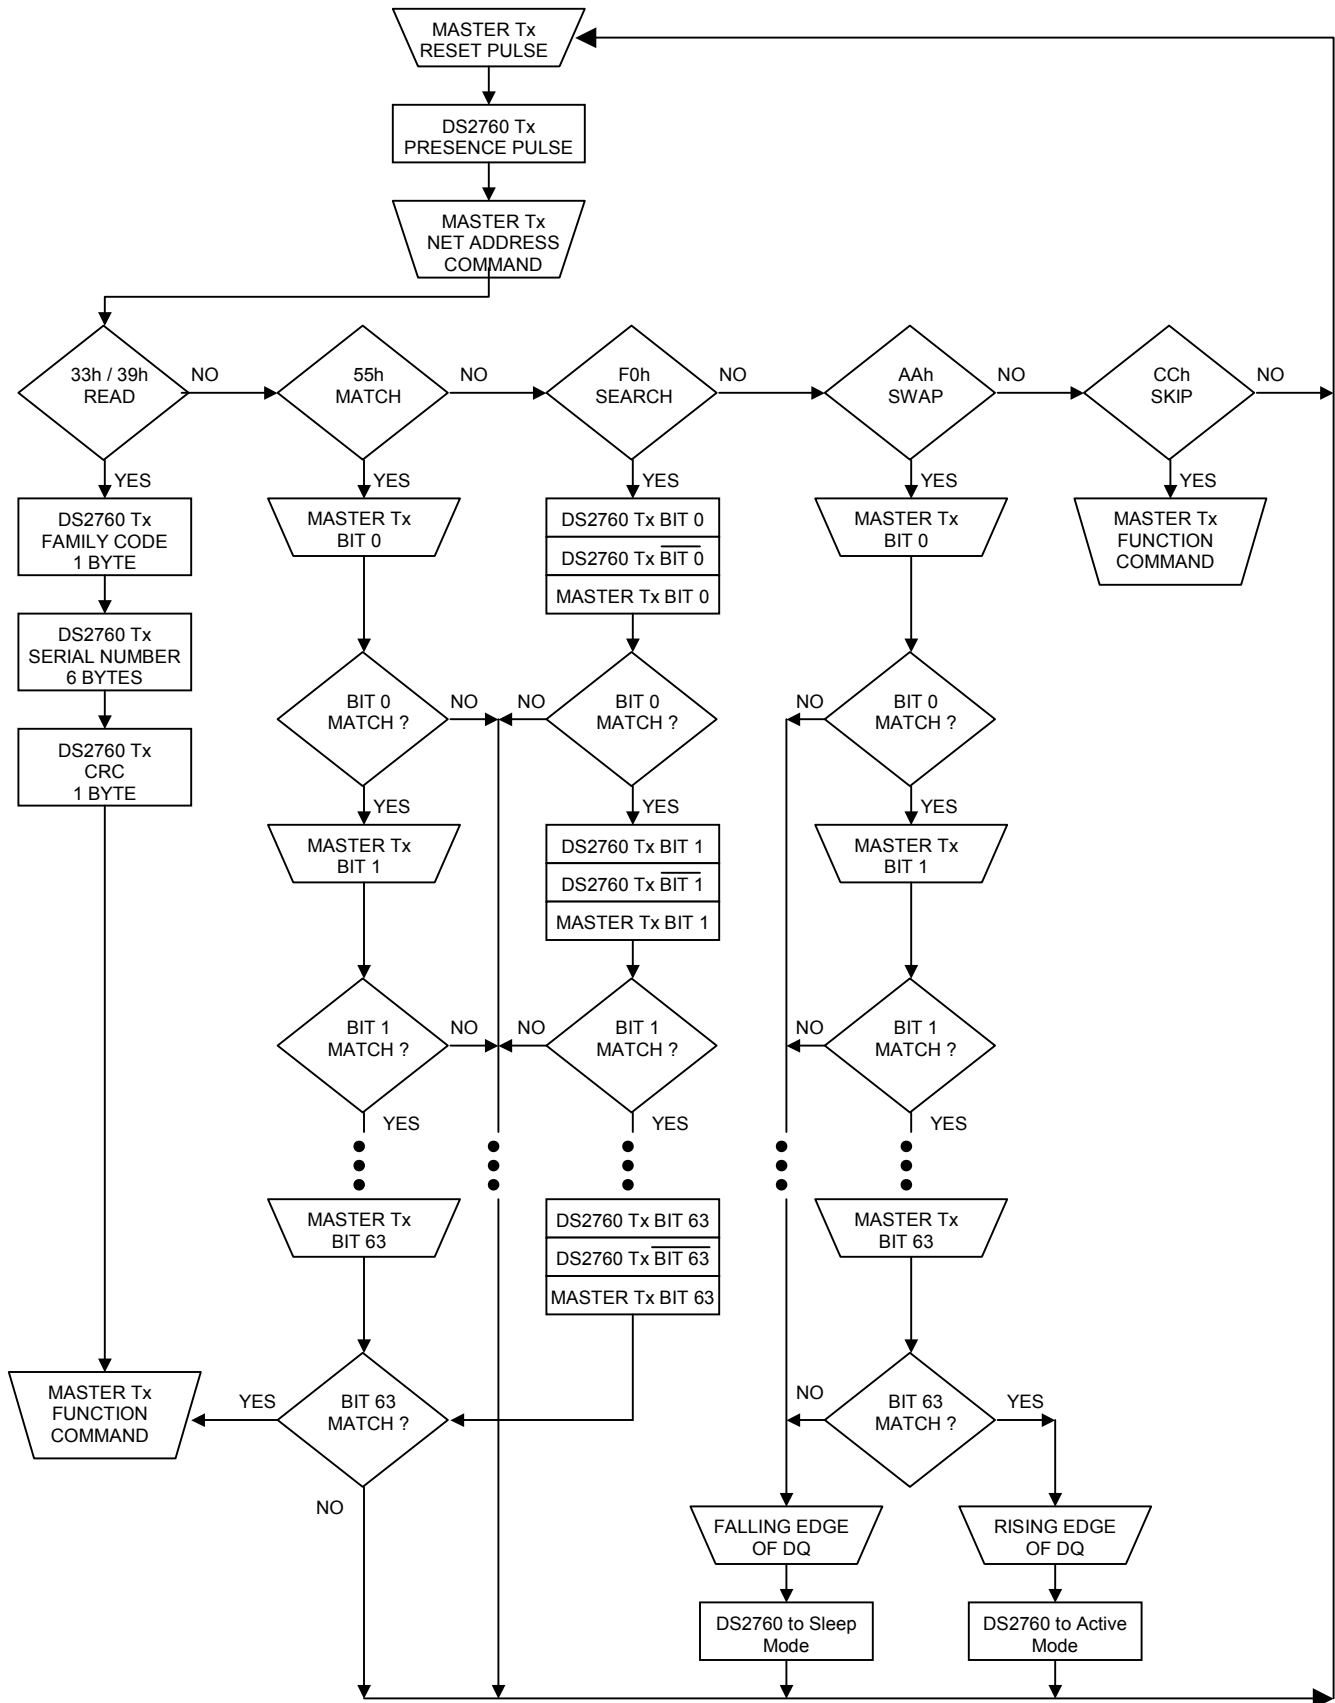 MASTER Tx
RESET PULSE
DS2760 Tx
PRESENCE PULSE
MASTER Tx
NET ADDRESS
COMMAND
33h / 39h
READ
NO
55h
MATCH
NO
F0h
SEARCH
NO
AAh
SWAP
NO
CCh
SKIP
NO
YES
YES
YES
YES
YES
DS2760 Tx
FAMILY CODE
1 BYTE
DS2760 Tx
SERIAL NUMBER
6 BYTES
DS2760 Tx
CRC
1 BYTE
MASTER Tx
BIT 0
DS2760 Tx BIT 0
DS2760 Tx B̅I̅T̅ ̅0̅
MASTER Tx BIT 0
MASTER Tx
BIT 0
MASTER Tx
FUNCTION
COMMAND
BIT 0
MATCH ?
NO
NO
BIT 0
MATCH ?
NO
BIT 0
MATCH ?
YES
YES
YES
MASTER Tx
BIT 1
DS2760 Tx BIT 1
DS2760 Tx B̅I̅T̅ ̅1̅
MASTER Tx BIT 1
MASTER Tx
BIT 1
BIT 1
MATCH ?
NO
NO
BIT 1
MATCH ?
NO
BIT 1
MATCH ?
YES
YES
YES
MASTER Tx
BIT 63
DS2760 Tx BIT 63
DS2760 Tx B̅I̅T̅ ̅6̅3̅
MASTER Tx BIT 63
MASTER Tx
BIT 63
MASTER Tx
FUNCTION
COMMAND
YES
BIT 63
MATCH ?
NO
NO
BIT 63
MATCH ?
YES
FALLING EDGE
OF DQ
RISING EDGE
OF DQ
DS2760 to Sleep
Mode
DS2760 to Active
Mode